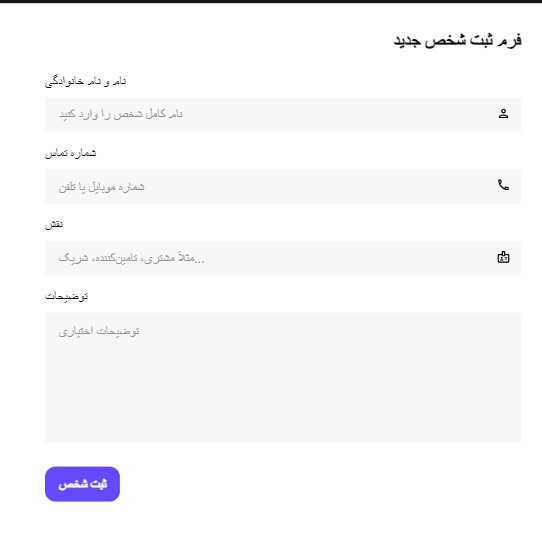 فرم ثبت شخص جدید
نام و نام خانوادگی
نام کامل شخص را وارد کنید
شماره تماس
شماره موبایل یا تلفن
نقش
مثلاً مشتری، تامین‌کننده، شریک...
توضیحات
توضیحات اختیاری
ثبت شخص